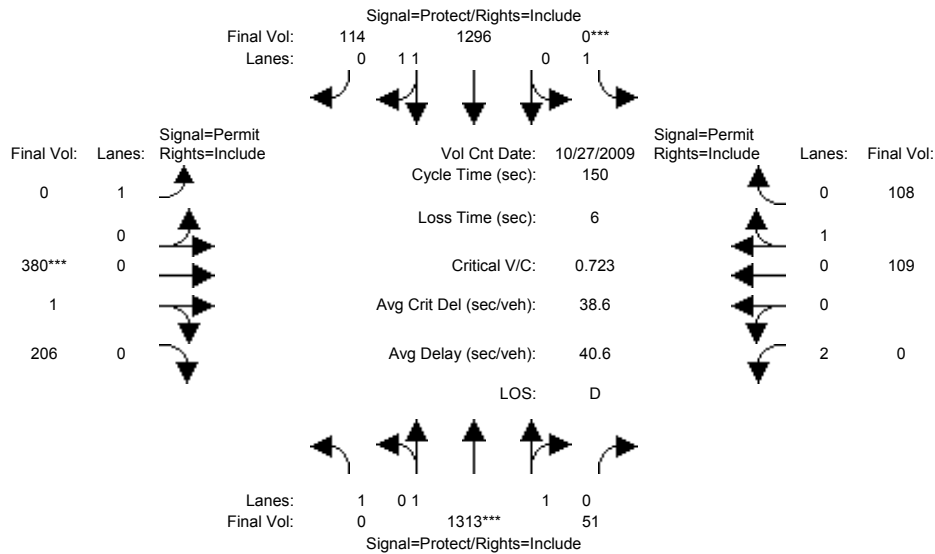 Signal=Protect/Rights=Include
Final Vol: 114 1296 0***
Lanes: 0 1 1 0 1
Signal=Permit
Final Vol: Lanes: Rights=Include
Vol Cnt Date: 10/27/2009
Signal=Permit
Rights=Include Lanes: Final Vol:
Cycle Time (sec): 150
0 1
0 108
Loss Time (sec): 6
0
1
380*** 0
Critical V/C: 0.723
0 109
1
Avg Crit Del (sec/veh): 38.6
0
206 0
Avg Delay (sec/veh): 40.6
2 0
LOS: D
Lanes: 1 0 1 1 0
Final Vol: 0 1313*** 51
Signal=Protect/Rights=Include